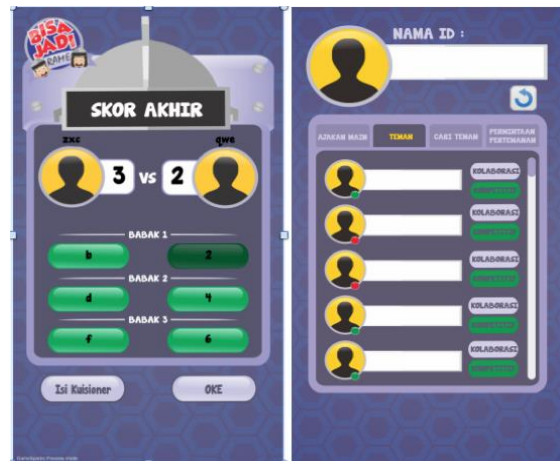 BISA
JADI
RAME
SKOR AKHIR
zxc
qwe
3 VS 2
BABAK 1
b
2
BABAK 2
d
4
BABAK 3
f
6
Isi Kuisioner
OKE
NAMA ID :
AJAKAN MAIN
TEMAN
CARI TEMAN
PERMINTAAN
PERTEMANAN
KOLABORASI
KOLABORASI
KOLABORASI
KOLABORASI
KOLABORASI